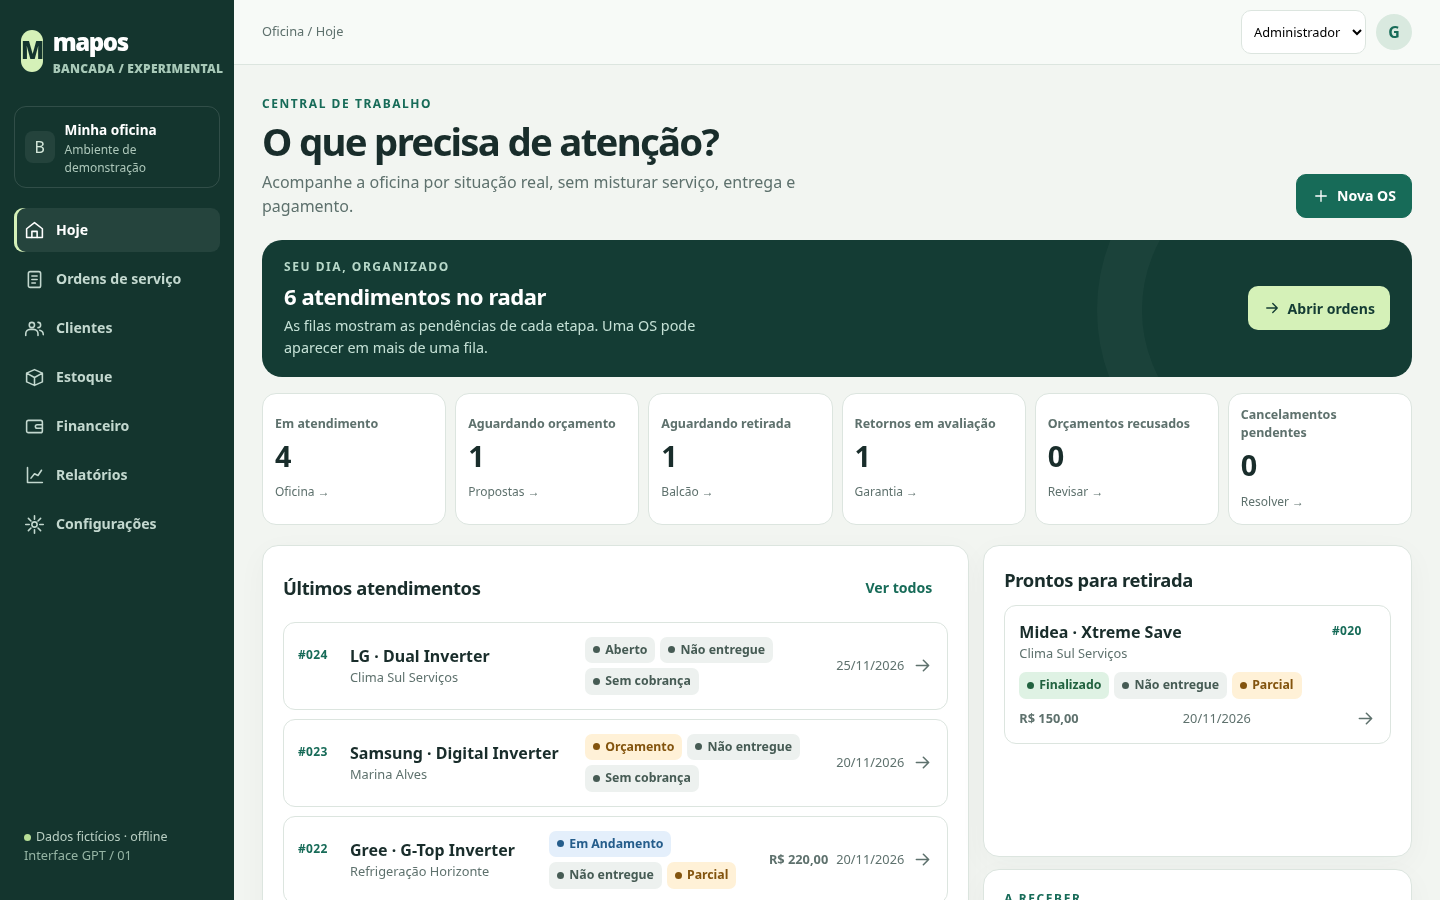 M
mapos
BANCADA / EXPERIMENTAL
B
Minha oficina
Ambiente de
demonstração
Hoje
Ordens de serviço
Clientes
Estoque
Financeiro
Relatórios
Configurações
Dados fictícios · offline
Interface GPT / 01
Oficina / Hoje
Administrador
G
CENTRAL DE TRABALHO
O que precisa de atenção?
Acompanhe a oficina por situação real, sem misturar serviço, entrega e
pagamento.
+ Nova OS
SEU DIA, ORGANIZADO
6 atendimentos no radar
As filas mostram as pendências de cada etapa. Uma OS pode
aparecer em mais de uma fila.
→ Abrir ordens
Em atendimento
4
Oficina →
Aguardando orçamento
1
Propostas →
Aguardando retirada
1
Balcão →
Retornos em avaliação
1
Garantia →
Orçamentos recusados
0
Revisar →
Cancelamentos
pendentes
0
Resolver →
Últimos atendimentos
Ver todos
#024
LG · Dual Inverter
Clima Sul Serviços
Aberto
Não entregue
Sem cobrança
25/11/2026 →
#023
Samsung · Digital Inverter
Marina Alves
Orçamento
Não entregue
Sem cobrança
20/11/2026 →
#022
Gree · G-Top Inverter
Refrigeração Horizonte
Em Andamento
Não entregue
Parcial
R$ 220,00 20/11/2026 →
Prontos para retirada
Midea · Xtreme Save
#020
Clima Sul Serviços
Finalizado
Não entregue
Parcial
R$ 150,00
20/11/2026
→
A RECEBER